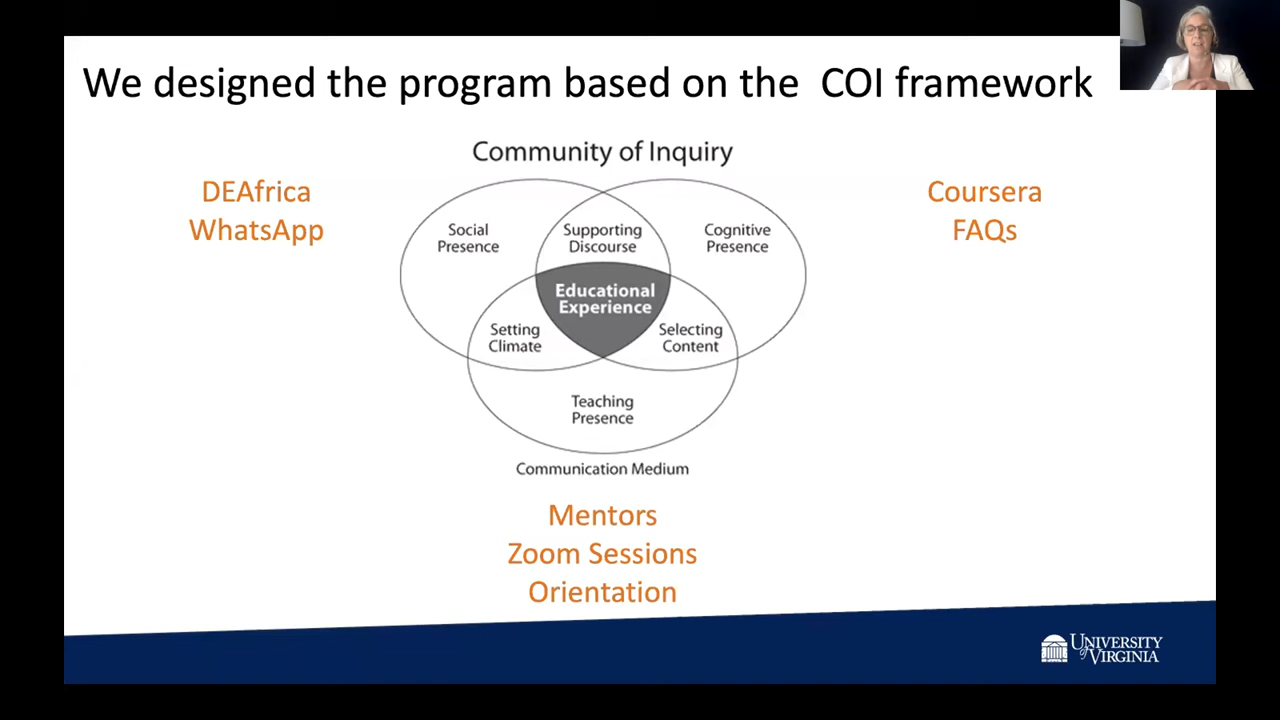 We designed the program based on the COI framework
Community of Inquiry
DEAfrica
WhatsApp
Social
Presence
Supporting
Discourse
Cognitive
Presence
Coursera
FAQs
Educational
Experience
Setting
Climate
Selecting
Content
Teaching
Presence
Communication Medium
Mentors
Zoom Sessions
Orientation
UNIVERSITY
of VIRGINIA